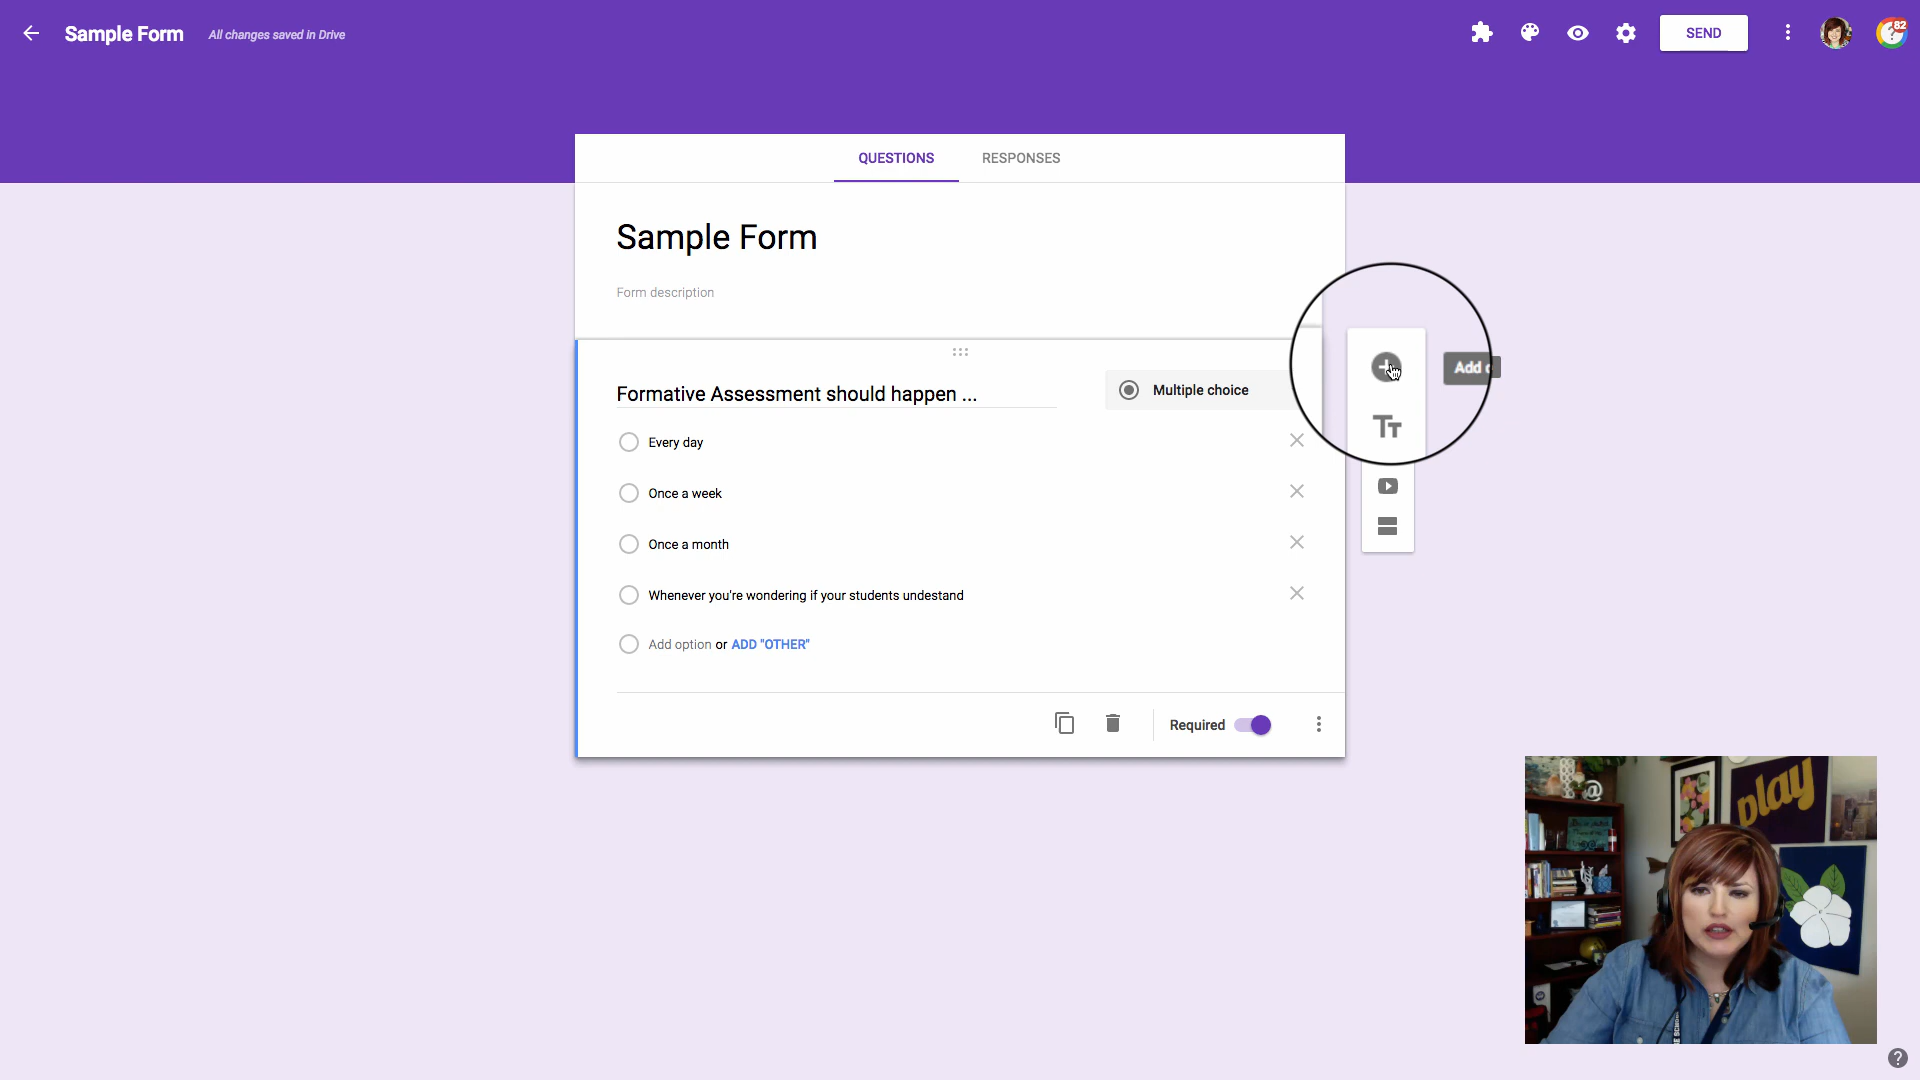 Sample Form
All changes saved in Drive
SEND
82
QUESTIONS
RESPONSES
Sample Form
Form description
Add
Formative Assessment should happen ...
Multiple choice
Every day
Once a week
Once a month
Whenever you're wondering if your students undestand
Add option or ADD "OTHER"
Required
play
@